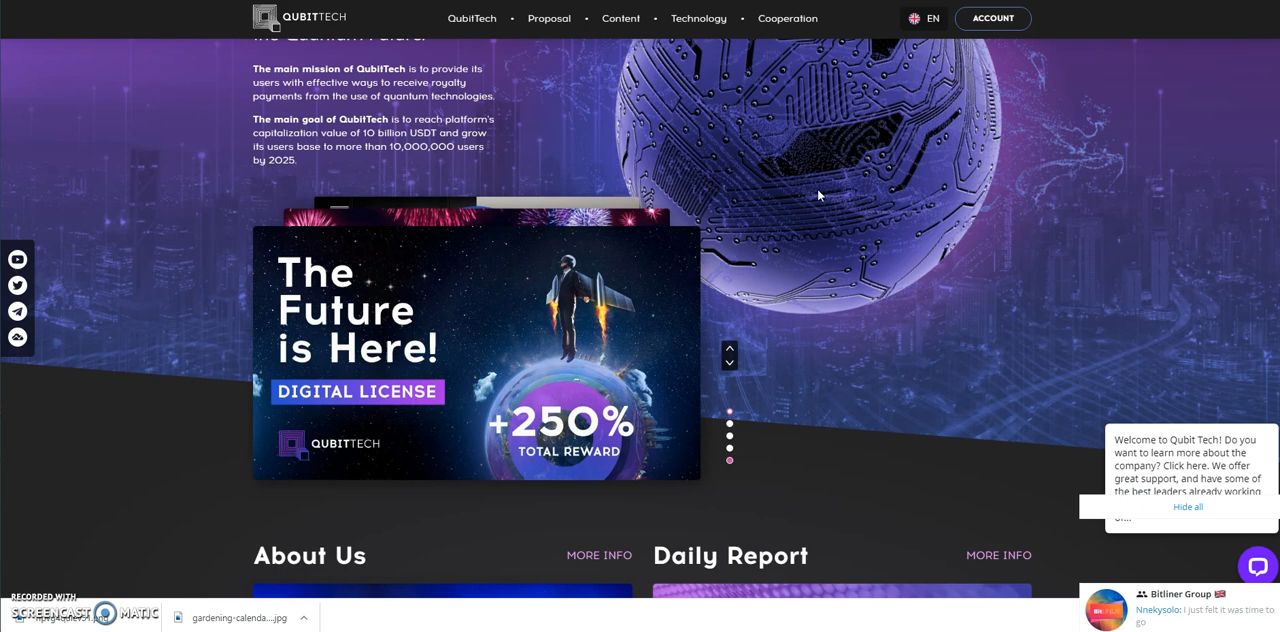 QUBITTECH
QubitTech • Proposal • Content • Technology • Cooperation
EN
ACCOUNT
the Quantum Future.
The main mission of QubitTech is to provide its
users with effective ways to receive royalty
payments from the use of quantum technologies.
The main goal of QubitTech is to reach platform's
capitalization value of 10 billion USDT and grow
its users base to more than 10,000,000 users
by 2025.
The
Future
is Here!
DIGITAL LICENSE
+250%
TOTAL REWARD
QUBITTECH
Welcome to Qubit Tech! Do you
want to learn more about the
company? Click here. We offer
great support, and have some of
the best leaders already working
Hide all
or...
About Us
MORE INFO
Daily Report
MORE INFO
RECORDED WITH
SCREENCAST MATIC
gardening-calenda....jpg
Bitliner Group
Nnekysolo: I just felt it was time to
go